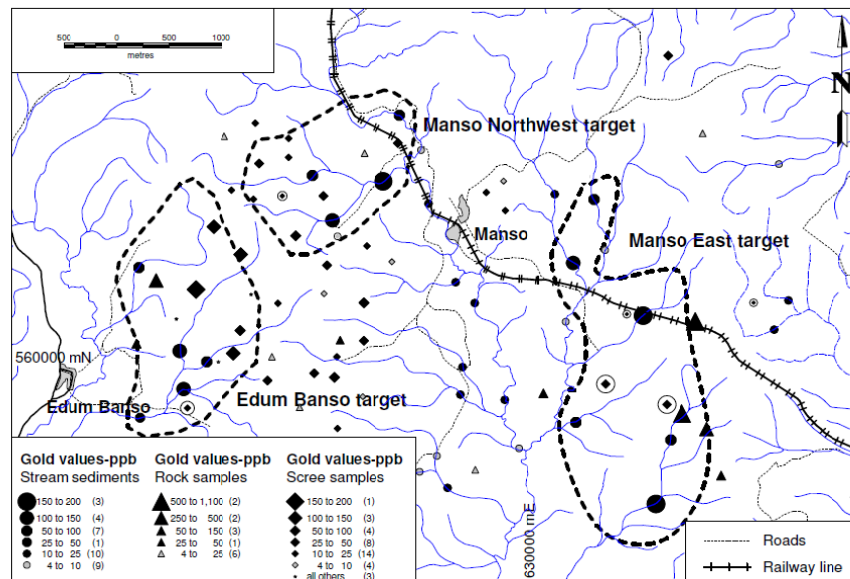 500 0 500 1000
metres
N
Manso Northwest target
Manso
Manso East target
560000 mN
Edum Banso
Edum Banso target
630000 mE
Gold values-ppb
Stream sediments
150 to 200 (3)
100 to 150 (4)
50 to 100 (7)
25 to 50 (1)
10 to 25 (10)
4 to 10 (9)
Gold values-ppb
Rock samples
500 to 1,100 (2)
250 to 500 (2)
50 to 150 (3)
25 to 50 (1)
4 to 25 (6)
Gold values-ppb
Scree samples
150 to 200 (1)
100 to 150 (3)
50 to 100 (4)
25 to 50 (8)
10 to 25 (14)
4 to 10 (4)
all others (3)
Roads
Railway line